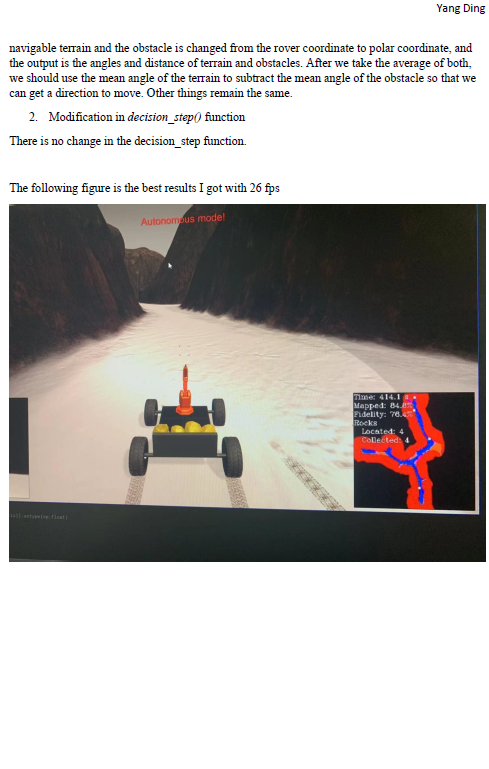 Yang Ding
navigable terrain and the obstacle is changed from the rover coordinate to polar coordinate, and
the output is the angles and distance of terrain and obstacles. After we take the average of both,
we should use the mean angle of the terrain to subtract the mean angle of the obstacle so that we
can get a direction to move. Other things remain the same.
2. Modification in decision_step() function
There is no change in the decision_step function.
The following figure is the best results I got with 26 fps
Autonomous mode!
Time: 414.1 s
Mapped: 84.
Fidelity: 78.
Rocks
Located: 4
Collected: 4